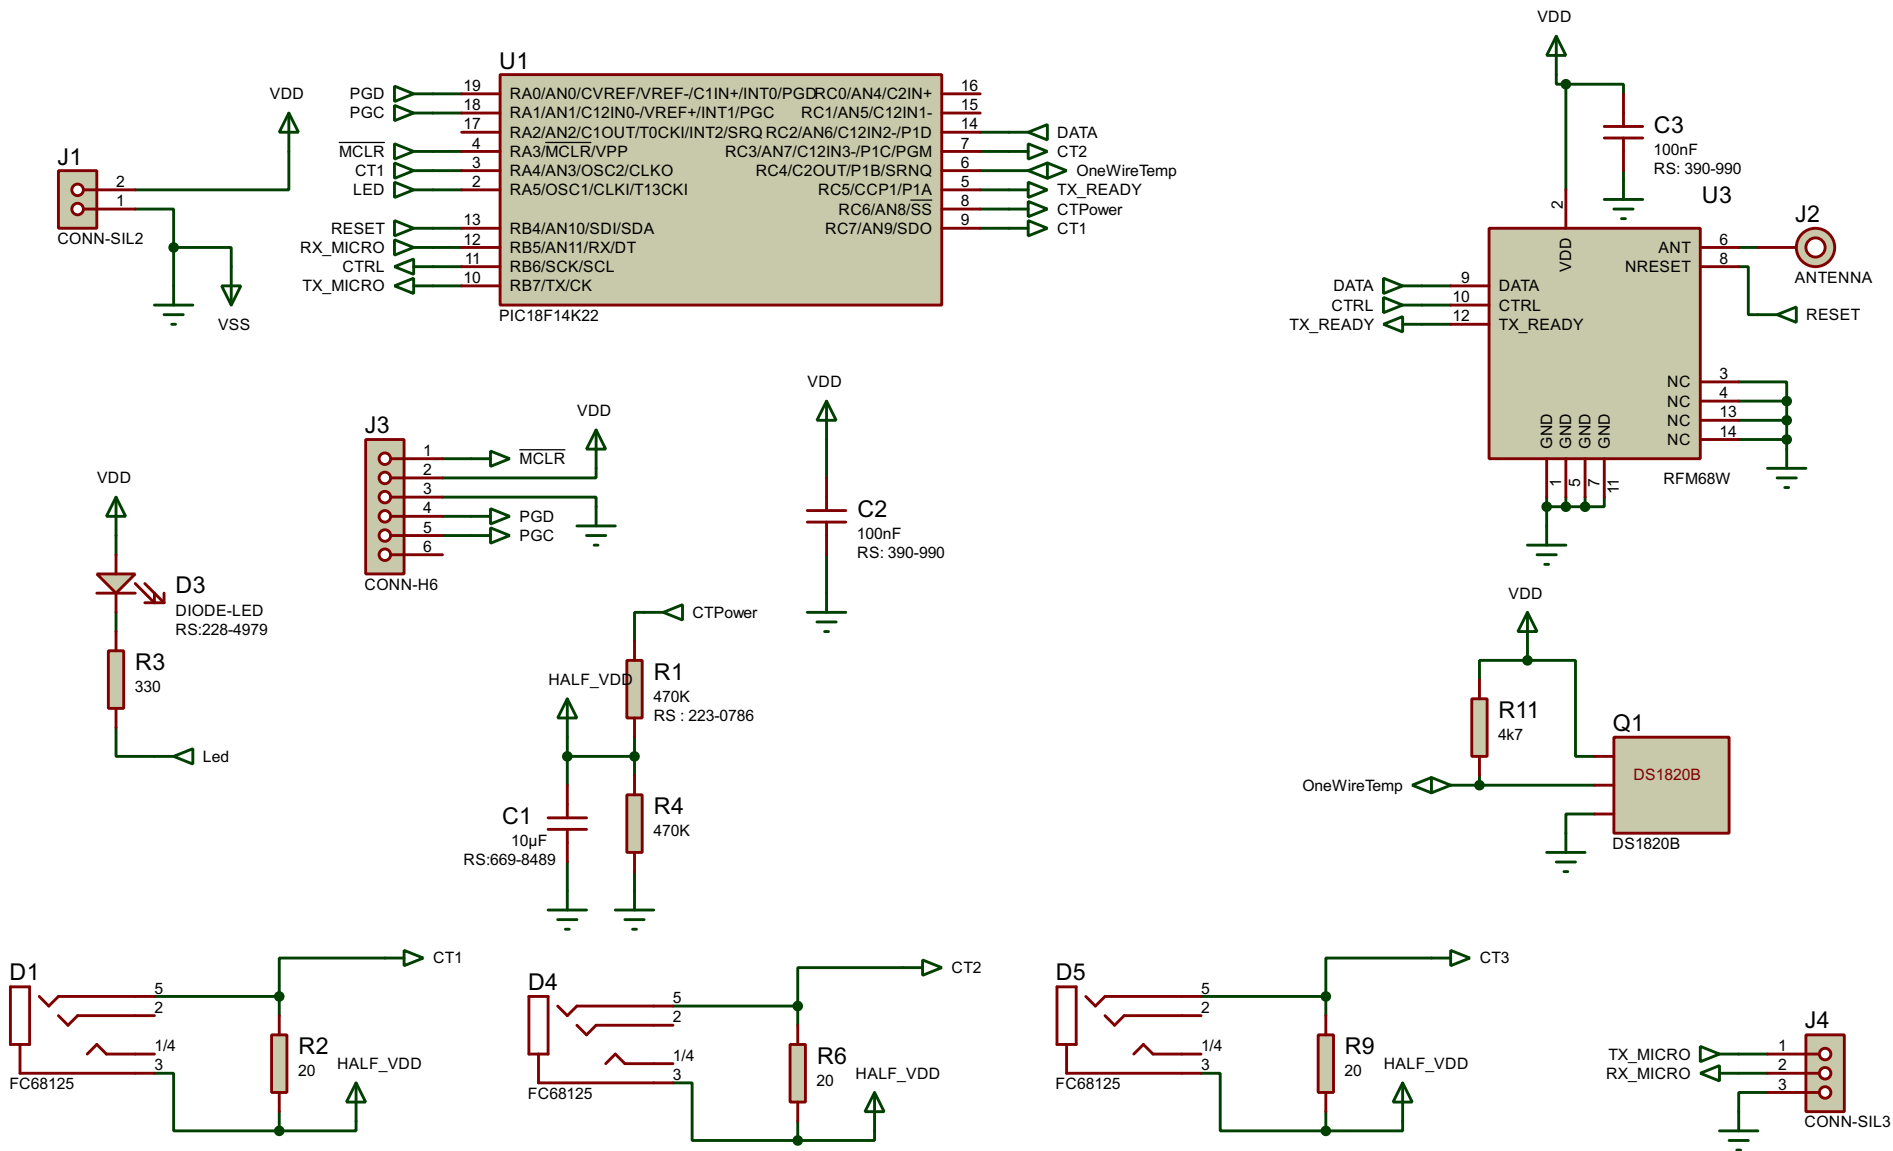 U1
19 RA0/AN0/CVREF/VREF-/C1IN+/INT0/PGD RC0/AN4/C2IN+ 16
PGD
18 RA1/AN1/C12IN0-/VREF+/INT1/PGC RC1/AN5/C12IN1- 15
PGC
17 RA2/AN2/C1OUT/T0CKI/INT2/SRQ RC2/AN6/C12IN2-/P1D 14 DATA
MCLR 4 RA3/MCLR/VPP RC3/AN7/C12IN3-/P1C/PGM 7 CT2
CT1 3 RA4/AN3/OSC2/CLKO RC4/C2OUT/P1B/SRNQ 6 OneWireTemp
LED 2 RA5/OSC1/CLKI/T13CKI RC5/CCP1/P1A 5 TX_READY
RC6/AN8/SS 8 CTPower
RESET 13 RB4/AN10/SDI/SDA RC7/AN9/SDO 9 CT1
RX_MICRO 12 RB5/AN11/RX/DT
CTRL 11 RB6/SCK/SCL
TX_MICRO 10 RB7/TX/CK
PIC18F14K22
VDD
J1
2
1
CONN-SIL2
VSS
VDD
C3
100nF
RS: 390-990
U3
2
VDD
J2
ANT 6
NRESET 8
ANTENNA
DATA 9 DATA
CTRL 10 CTRL
TX_READY 12 TX_READY
RESET
NC 3
NC 4
NC 13
NC 14
GND GND GND GND
1 5 7 11
RFM68W
VDD
J3
1 MCLR
2
3
4 PGD
5 PGC
6
CONN-H6
VDD
C2
100nF
RS: 390-990
VDD
D3
DIODE-LED
RS:228-4979
R3
330
Led
CTPower
HALF_VDD
R1
470K
RS : 223-0786
C1
10µF
RS:669-8489
R4
470K
VDD
R11
4k7
Q1
DS1820B
OneWireTemp
DS1820B
CT1
D1
5
2
1/4
3
FC68125
R2
20
HALF_VDD
CT2
D4
5
2
1/4
3
FC68125
R6
20
HALF_VDD
CT3
D5
5
2
1/4
3
FC68125
R9
20
HALF_VDD
J4
TX_MICRO 1
RX_MICRO 2
3
CONN-SIL3